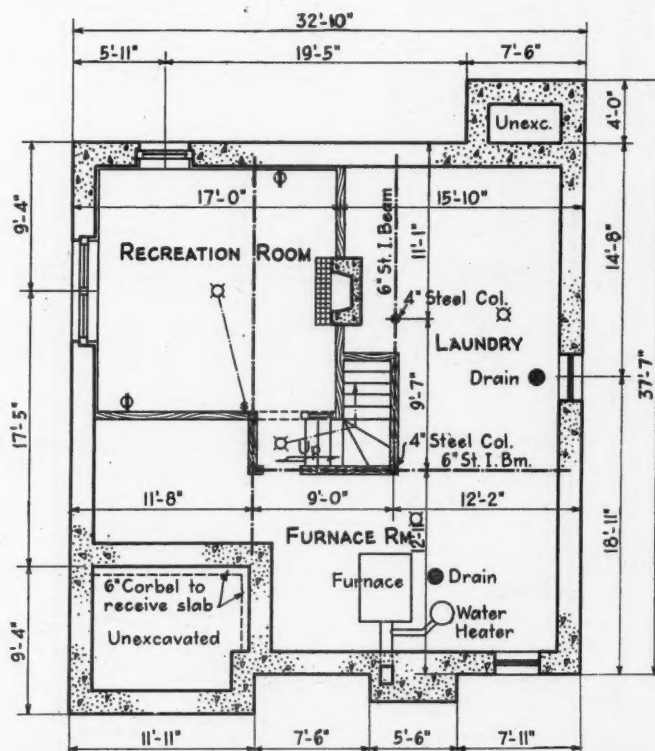 32'-10"
5'-11"
19'-5"
7'-6"
Unexc.
4'-0"
9'-4"
17'-0"
15'-10"
RECREATION ROOM
6" St. I. Beam
11'-1"
14'-8"
4" Steel Col.
LAUNDRY
37'-7"
Drain
9'-7"
17'-5"
UP
4" Steel Col.
6" St. I. Bm.
11'-8"
9'-0"
12'-2"
FURNACE RM.
18'-11"
Furnace
Drain
6" Corbel to
receive slab
Unexcavated
Water
Heater
9'-4"
11'-11"
7'-6"
5'-6"
7'-11"